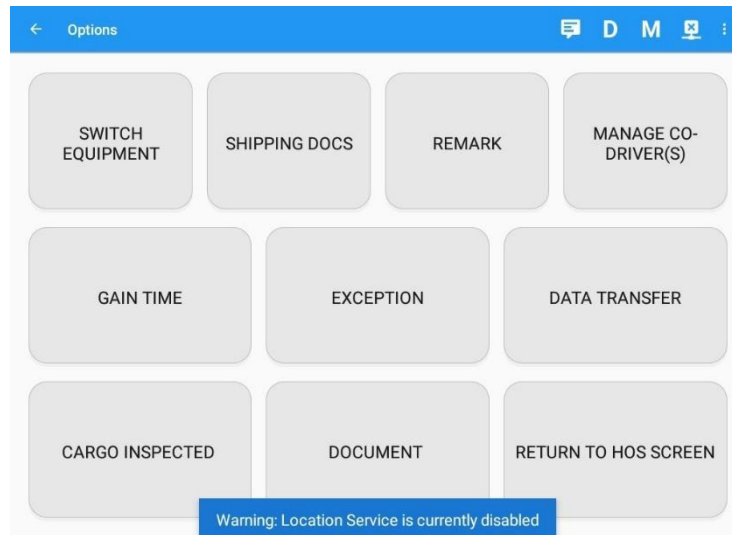 Options
D M
SWITCH
EQUIPMENT
SHIPPING DOCS
REMARK
MANAGE CO-
DRIVER(S)
GAIN TIME
EXCEPTION
DATA TRANSFER
CARGO INSPECTED
DOCUMENT
RETURN TO HOS SCREEN
Warning: Location Service is currently disabled